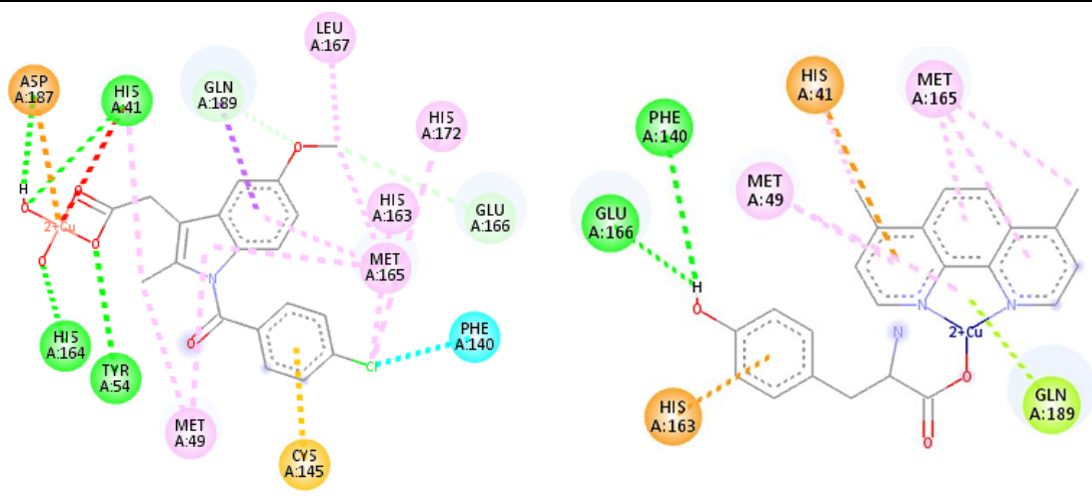 LEU
A:167
ASP
A:187
HIS
A:41
GLN
A:189
HIS
A:172
HIS
A:163
GLU
A:166
MET
A:165
H
O
O
2+Cu
O
O
O
N
O
Cl
HIS
A:164
TYR
A:54
PHE
A:140
MET
A:49
CYS
A:145
HIS
A:41
MET
A:165
PHE
A:140
MET
A:49
GLU
A:166
H
O
N
N
2+Cu
N
O
O
HIS
A:163
GLN
A:189